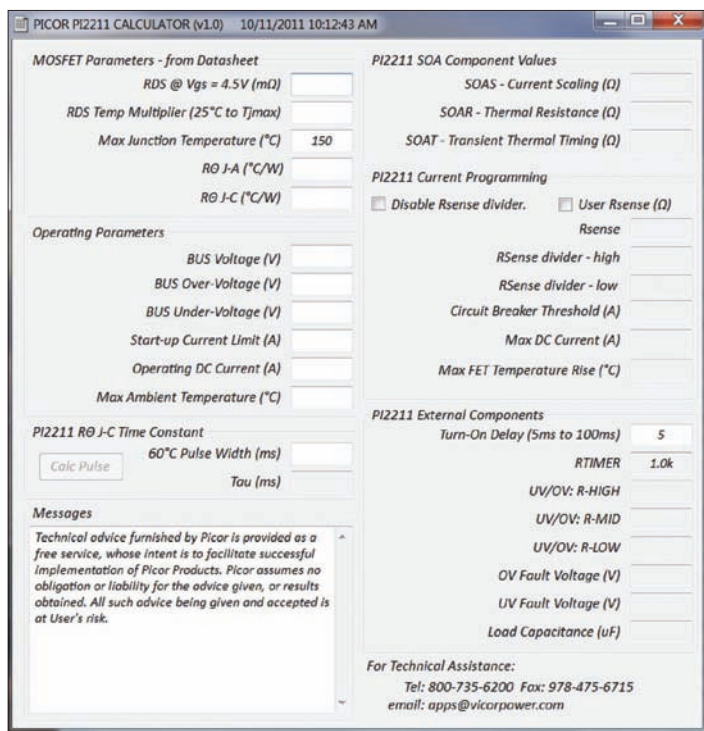 PICOR PI2211 CALCULATOR (v1.0) 10/11/2011 10:12:43 AM
MOSFET Parameters - from Datasheet
RDS @ Vgs = 4.5V (mΩ)
RDS Temp Multiplier (25°C to Tjmax)
Max Junction Temperature (°C) 150
RΘ J-A (°C/W)
RΘ J-C (°C/W)
Operating Parameters
BUS Voltage (V)
BUS Over-Voltage (V)
BUS Under-Voltage (V)
Start-up Current Limit (A)
Operating DC Current (A)
Max Ambient Temperature (°C)
PI2211 RΘ J-C Time Constant
60°C Pulse Width (ms)
Calc Pulse
Tau (ms)
Messages
Technical advice furnished by Picor is provided as a
free service, whose intent is to facilitate successful
implementation of Picor Products. Picor assumes no
obligation or liability for the advice given, or results
obtained. All such advice being given and accepted is
at User's risk.
PI2211 SOA Component Values
SOAS - Current Scaling (Ω)
SOAR - Thermal Resistance (Ω)
SOAT - Transient Thermal Timing (Ω)
PI2211 Current Programming
Disable Rsense divider. User Rsense (Ω)
Rsense
RSense divider - high
RSense divider - low
Circuit Breaker Threshold (A)
Max DC Current (A)
Max FET Temperature Rise (°C)
PI2211 External Components
Turn-On Delay (5ms to 100ms) 5
RTIMER 1.0k
UV/OV: R-HIGH
UV/OV: R-MID
UV/OV: R-LOW
OV Fault Voltage (V)
UV Fault Voltage (V)
Load Capacitance (uF)
For Technical Assistance:
Tel: 800-735-6200 Fax: 978-475-6715
email: apps@vicorpower.com